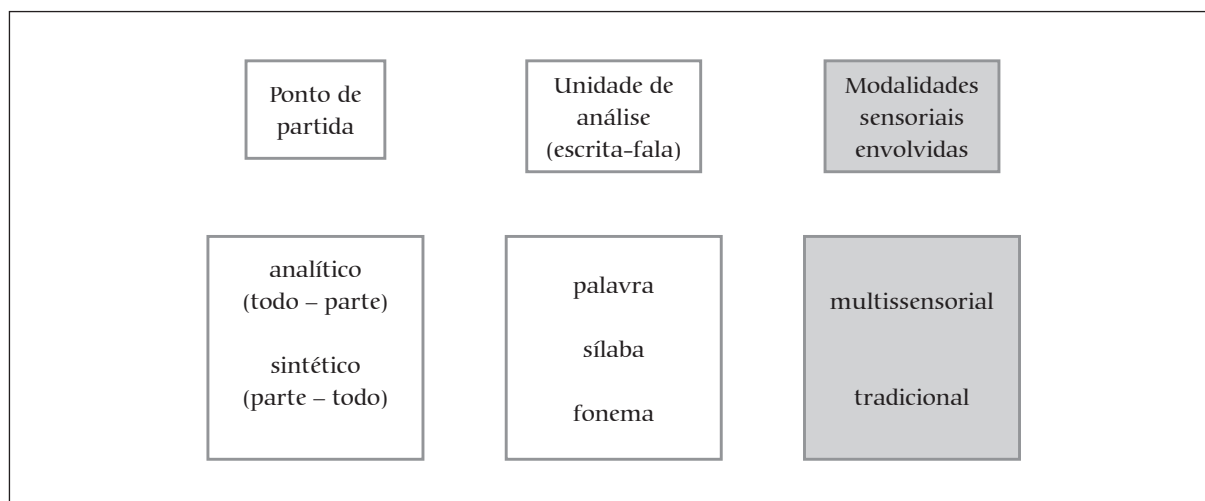 Ponto de
partida
Unidade de
análise
(escrita-fala)
Modalidades
sensoriais
envolvidas
analítico
(todo – parte)
sintético
(parte – todo)
palavra
sílaba
fonema
multissensorial
tradicional